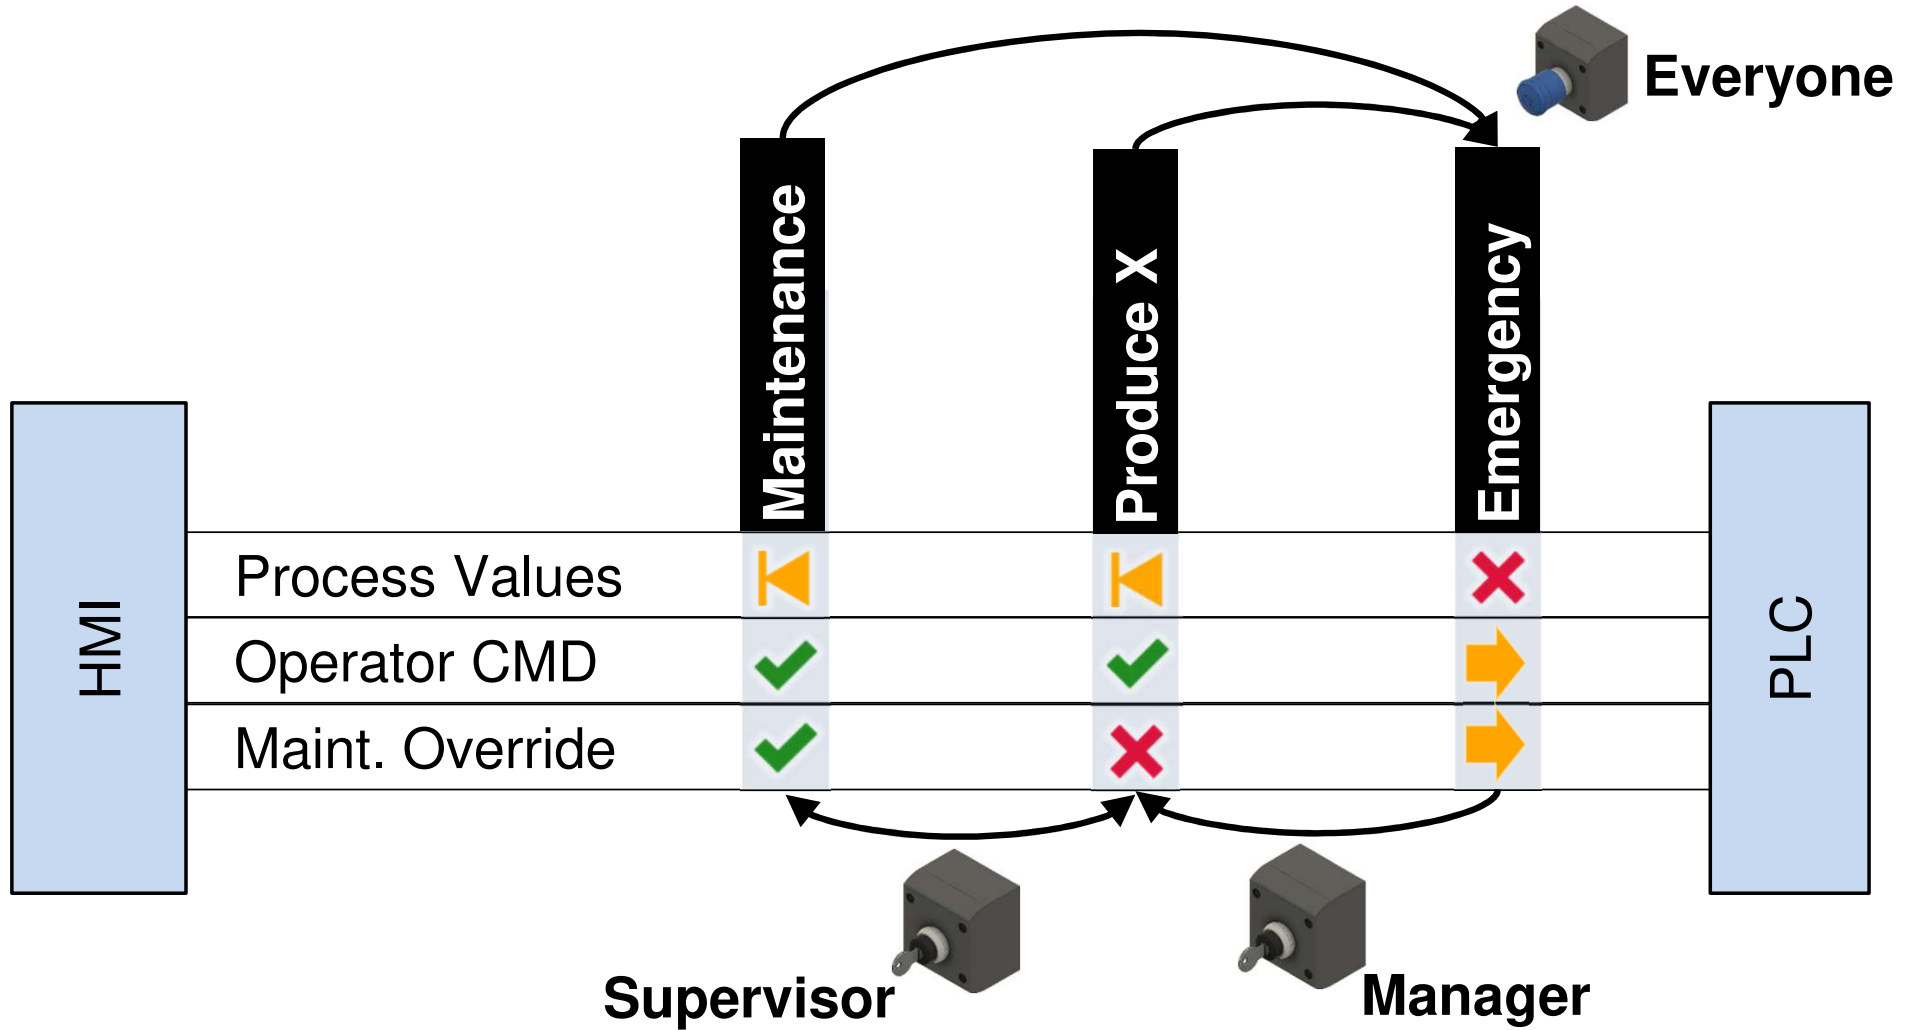 Everyone
Maintenance
Produce X
Emergency
HMI
Process Values
Operator CMD
Maint. Override
PLC
Supervisor
Manager